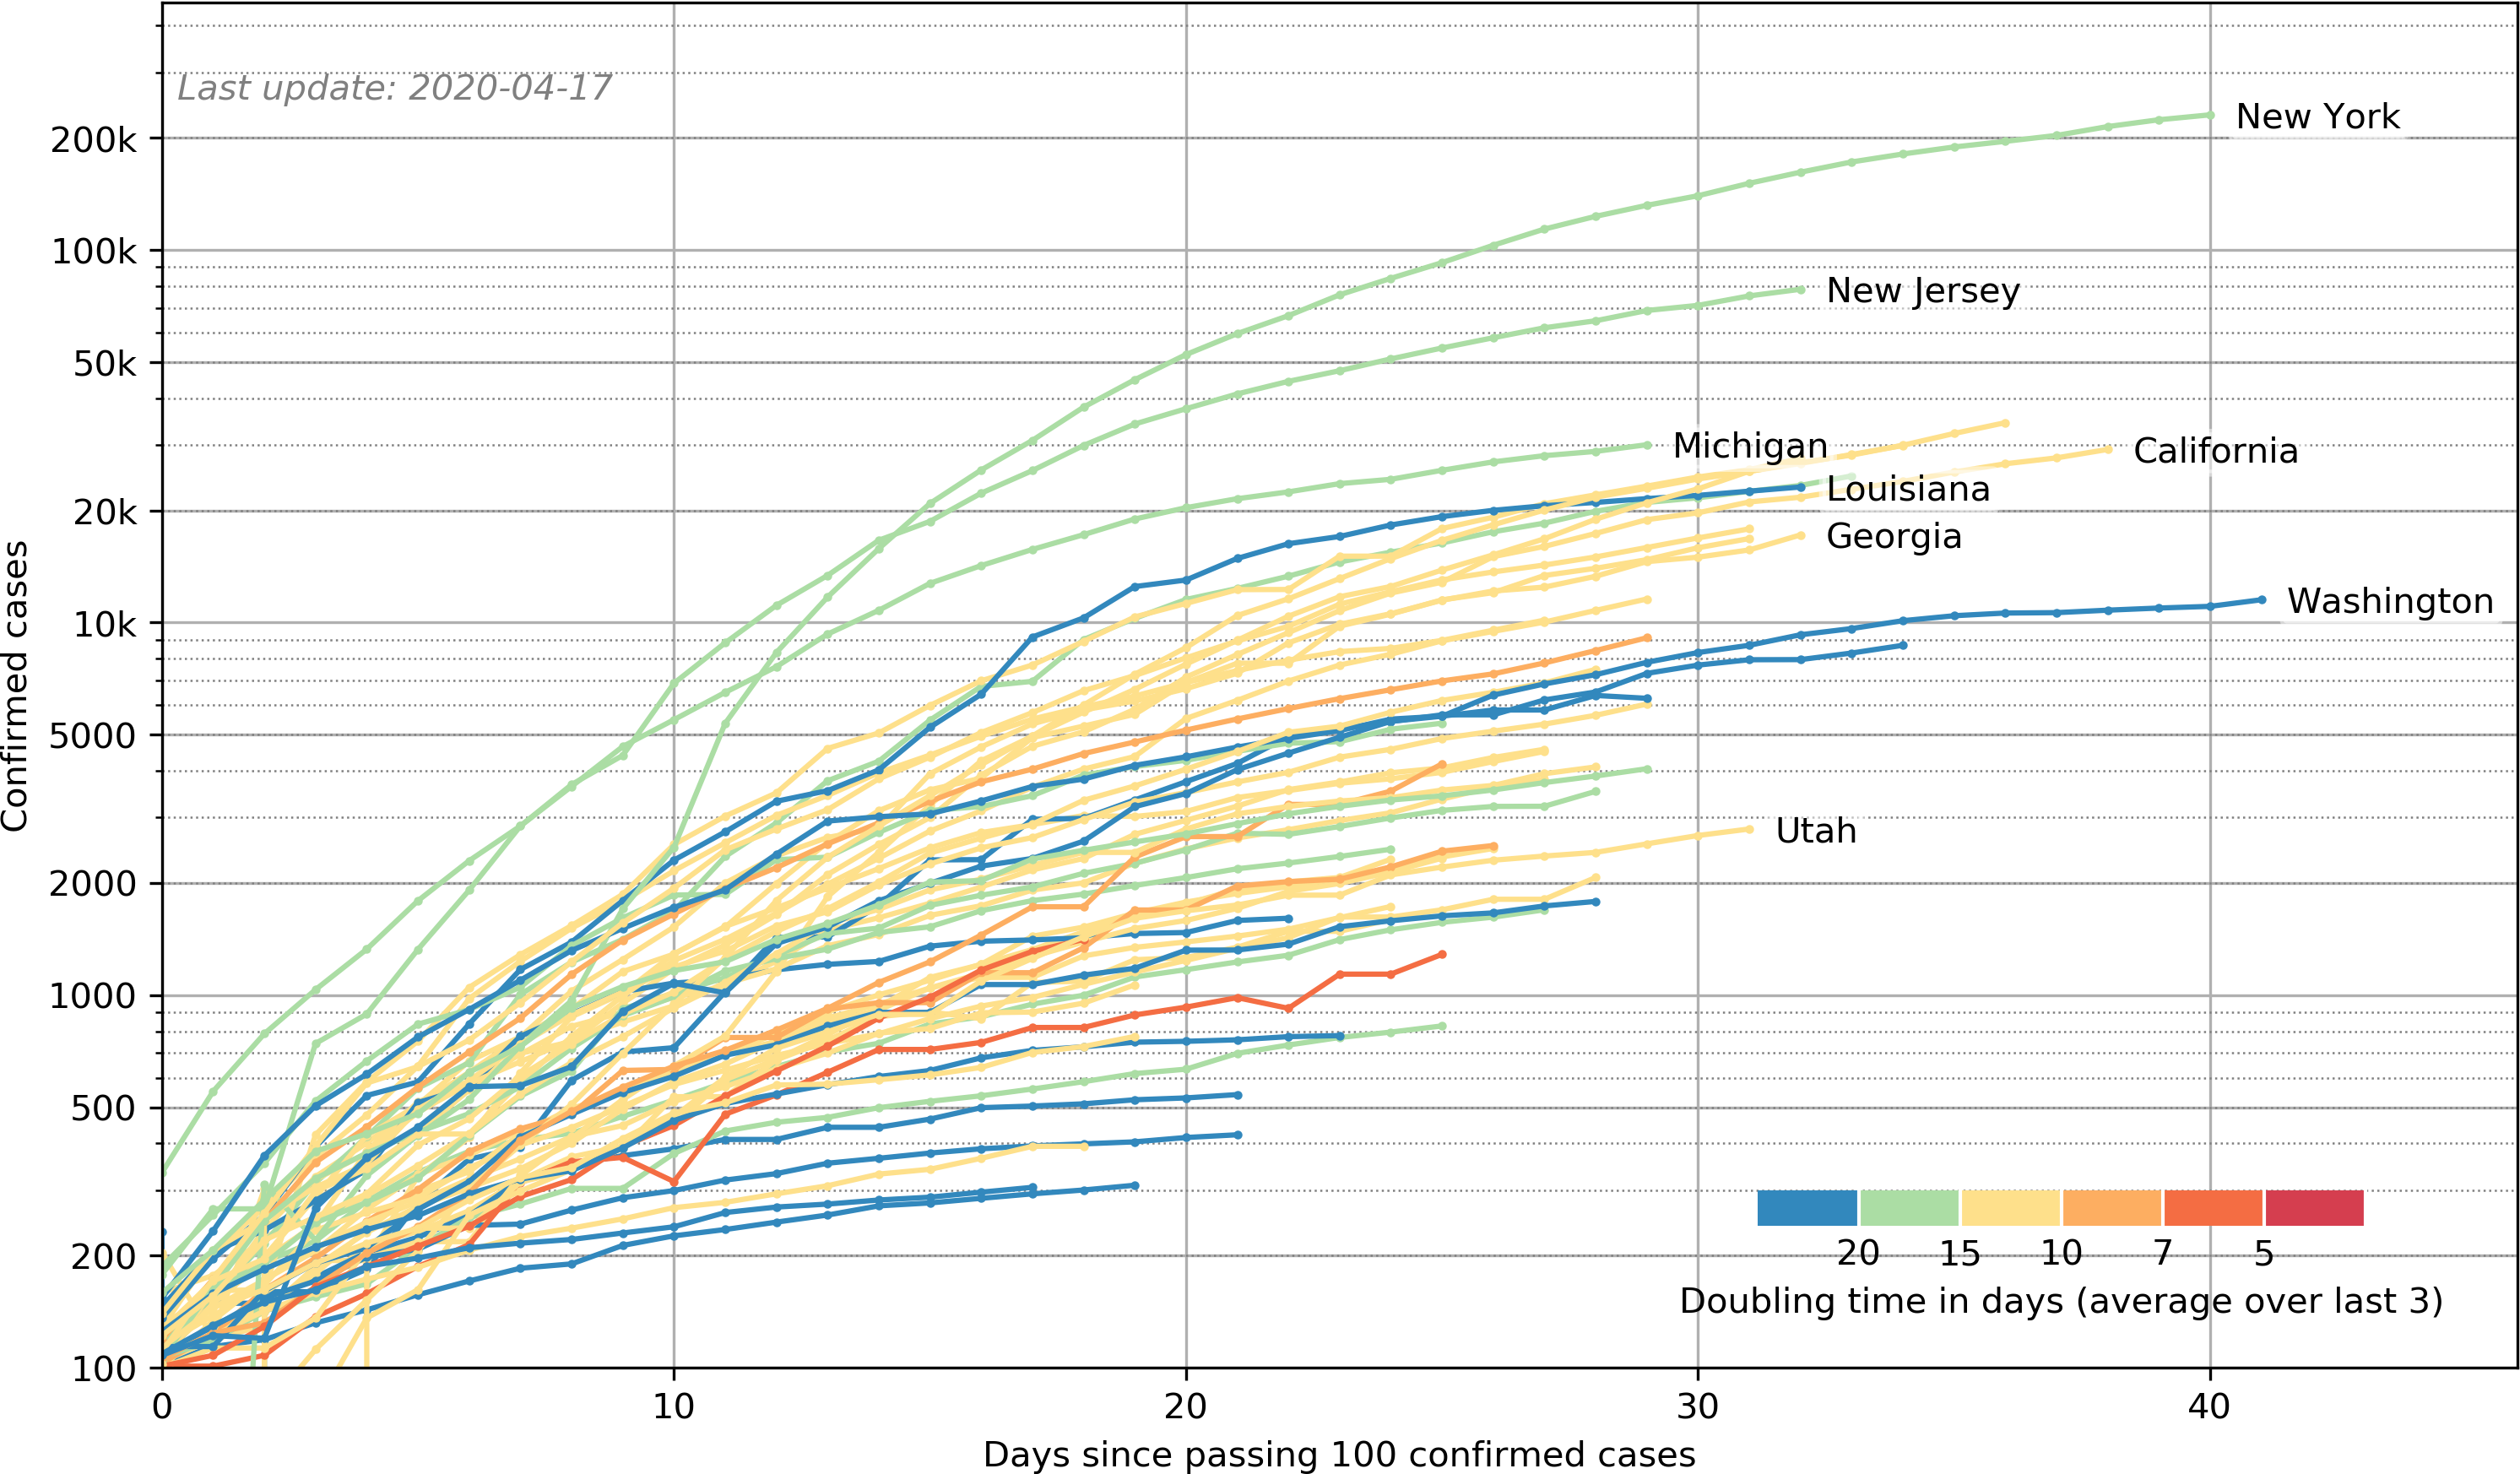 Last update: 2020-04-17
200k
100k
50k
20k
10k
5000
2000
1000
500
200
100
Confirmed cases
New York
New Jersey
Michigan
California
Louisiana
Georgia
Washington
Utah
20 15 10 7 5
Doubling time in days (average over last 3)
0 10 20 30 40
Days since passing 100 confirmed cases